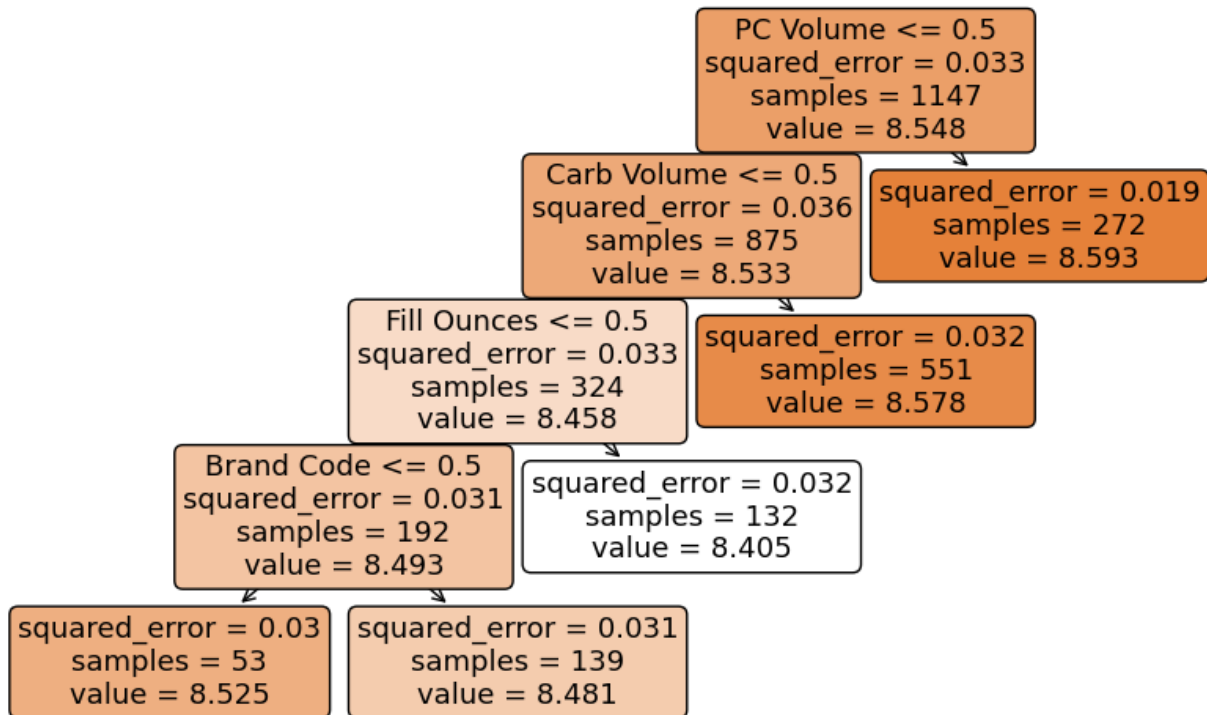 PC Volume <= 0.5
squared_error = 0.033
samples = 1147
value = 8.548
Carb Volume <= 0.5
squared_error = 0.036
samples = 875
value = 8.533
squared_error = 0.019
samples = 272
value = 8.593
Fill Ounces <= 0.5
squared_error = 0.033
samples = 324
value = 8.458
squared_error = 0.032
samples = 551
value = 8.578
Brand Code <= 0.5
squared_error = 0.031
samples = 192
value = 8.493
squared_error = 0.032
samples = 132
value = 8.405
squared_error = 0.03
samples = 53
value = 8.525
squared_error = 0.031
samples = 139
value = 8.481